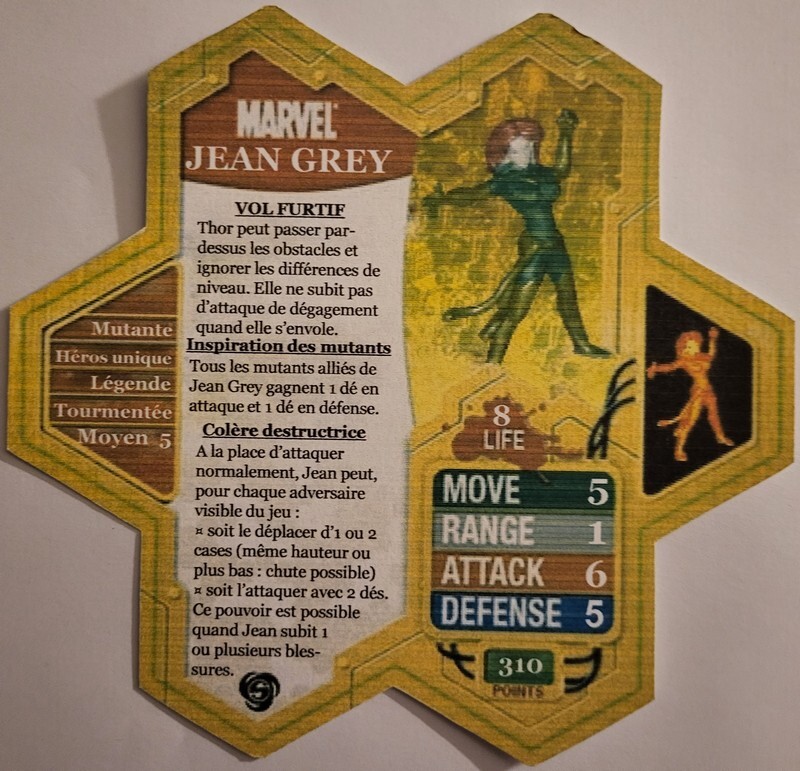 MARVEL
JEAN GREY
VOL FURTIF
Thor peut passer par-
dessus les obstacles et
ignorer les différences de
niveau. Elle ne subit pas
d'attaque de dégagement
quand elle s'envole.
Inspiration des mutants
Tous les mutants alliés de
Jean Grey gagnent 1 dé en
attaque et 1 dé en défense.
Colère destructrice
A la place d'attaquer
normalement, Jean peut,
pour chaque adversaire
visible du jeu :
¤ soit le déplacer d'1 ou 2
cases (même hauteur ou
plus bas : chute possible)
¤ soit l'attaquer avec 2 dés.
Ce pouvoir est possible
quand Jean subit 1
ou plusieurs bles-
sures.
Mutante
Héros unique
Légende
Tourmentée
Moyen 5
8
LIFE
MOVE 5
RANGE 1
ATTACK 6
DEFENSE 5
310
POINTS